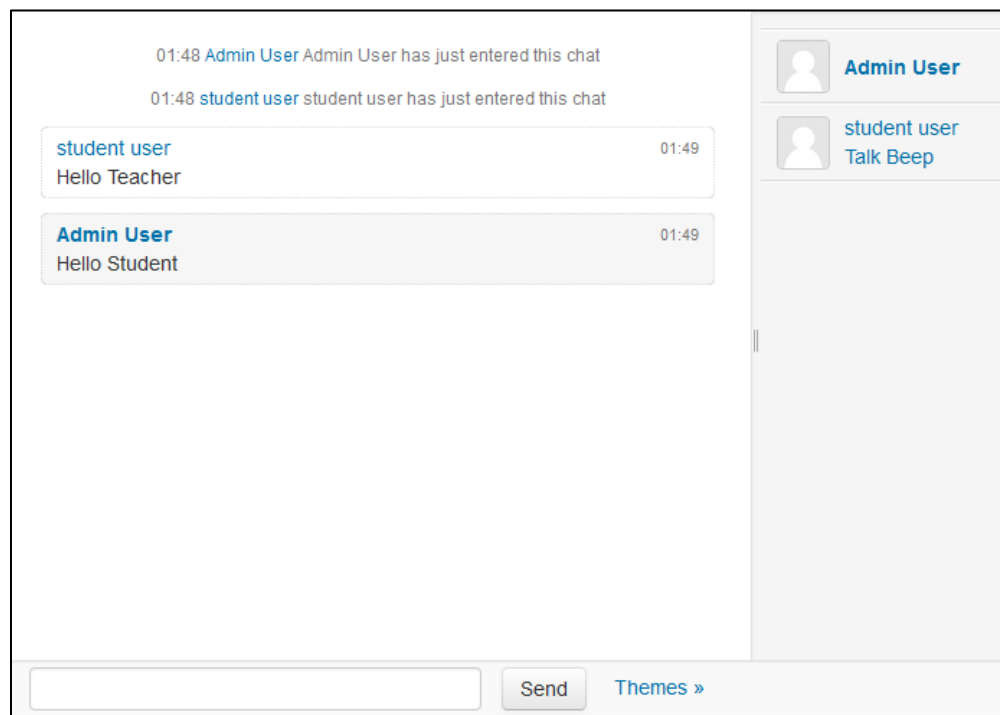 01:48 Admin User Admin User has just entered this chat
01:48 student user student user has just entered this chat
student user 01:49
Hello Teacher
Admin User 01:49
Hello Student
Admin User
student user
Talk Beep
Send Themes »